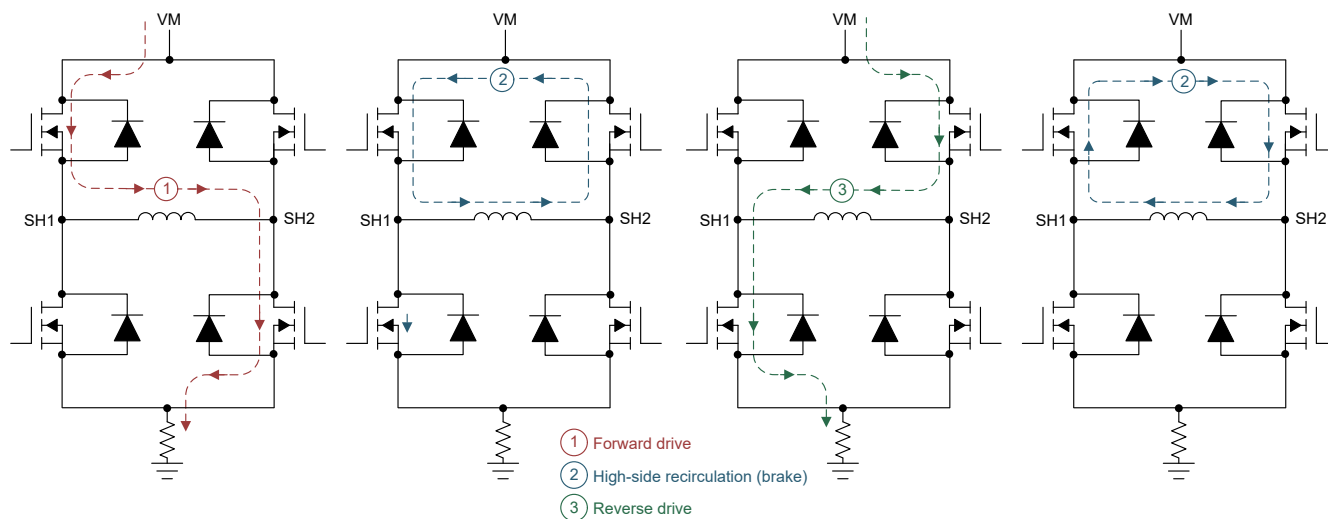 VM
VM
VM
VM
2
2
1
3
SH1
SH2
SH1
SH2
SH1
SH2
SH1
SH2
1 Forward drive
2 High-side recirculation (brake)
3 Reverse drive